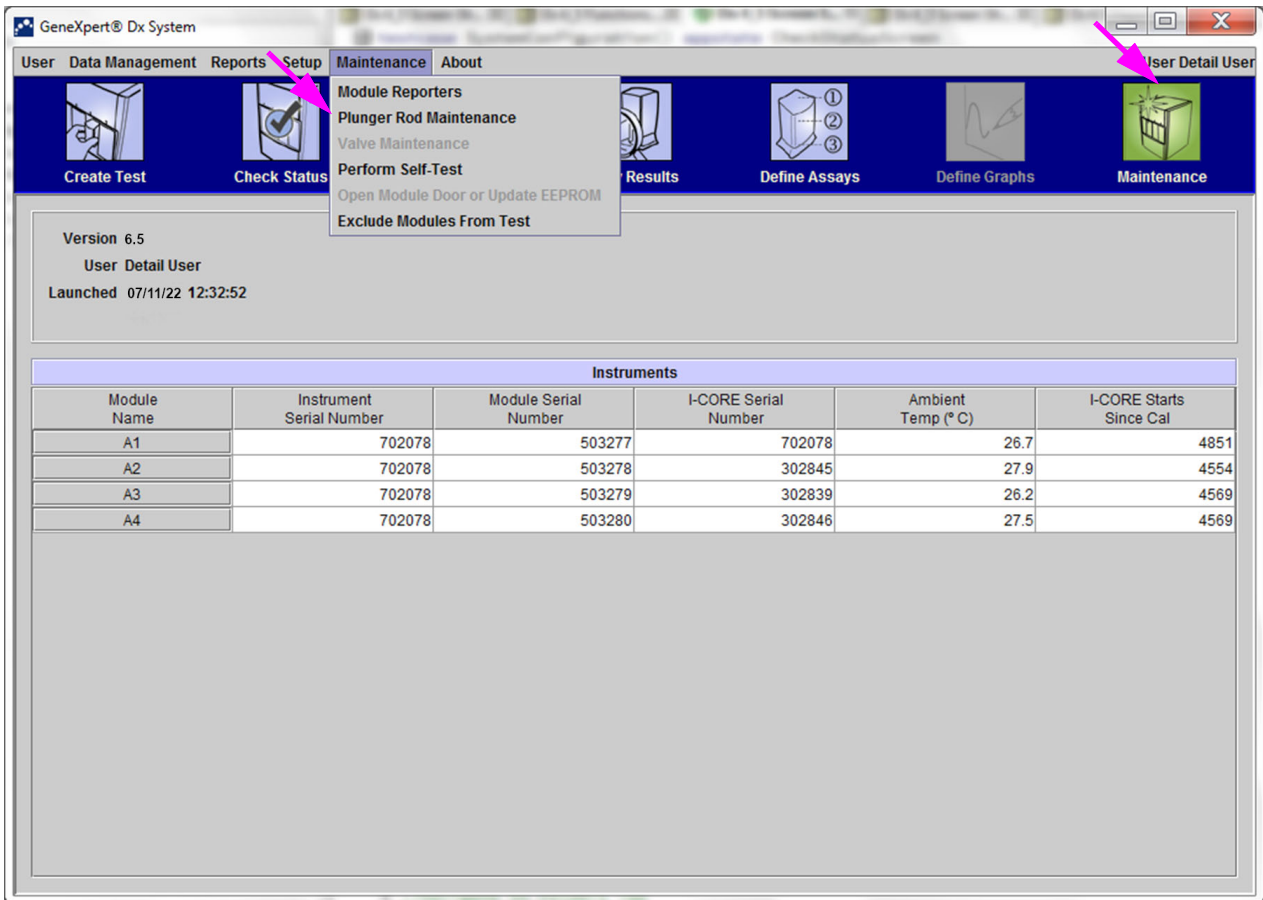 GeneXpert® Dx System
User Data Management Reports Setup Maintenance About
User Detail User
Module Reporters
Plunger Rod Maintenance
Valve Maintenance
Perform Self-Test
Open Module Door or Update EEPROM
Exclude Modules From Test
① ② ③
Create Test Check Status Results Define Assays Define Graphs Maintenance
Version 6.5
User Detail User
Launched 07/11/22 12:32:52
Instruments
Module Name Instrument Serial Number Module Serial Number I-CORE Serial Number Ambient Temp (º C) I-CORE Starts Since Cal
A1 702078 503277 702078 26.7 4851
A2 702078 503278 302845 27.9 4554
A3 702078 503279 302839 26.2 4569
A4 702078 503280 302846 27.5 4569